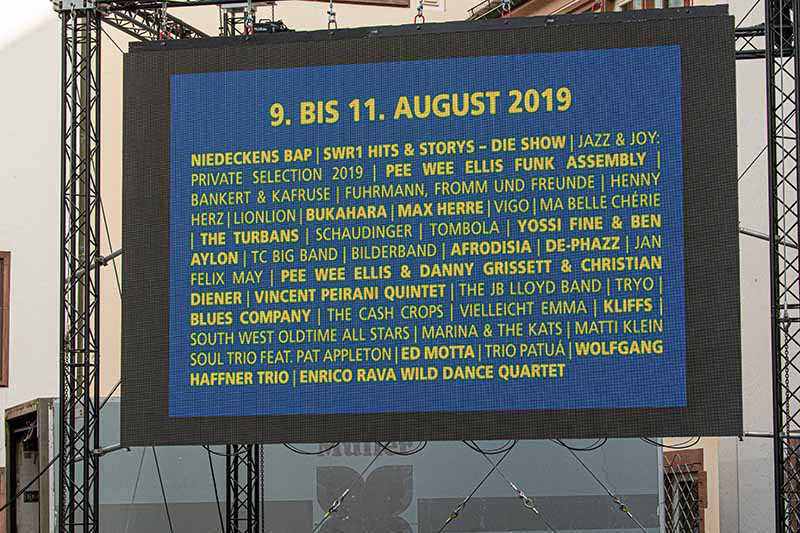 9. BIS 11. AUGUST 2019
NIEDECKENS BAP | SWR1 HITS & STORYS – DIE SHOW | JAZZ & JOY:
PRIVATE SELECTION 2019 | PEE WEE ELLIS FUNK ASSEMBLY |
BANKERT & KAFRUSE | FUHRMANN, FROMM UND FREUNDE | HENNY
HERZ | LIONLION | BUKAHARA | MAX HERRE | VIGO | MA BELLE CHÉRIE
| THE TURBANS | SCHAUDINGER | TOMBOLA | YOSSI FINE & BEN
AYLON | TC BIG BAND | BILDERBAND | AFRODISIA | DE-PHAZZ | JAN
FELIX MAY | PEE WEE ELLIS & DANNY GRISSETT & CHRISTIAN
DIENER | VINCENT PEIRANI QUINTET | THE JB LLOYD BAND | TRYO |
BLUES COMPANY | THE CASH CROPS | VIELLEICHT EMMA | KLIFFS |
SOUTH WEST OLDTIME ALL STARS | MARINA & THE KATS | MATTI KLEIN
SOUL TRIO FEAT. PAT APPLETON | ED MOTTA | TRIO PATUÁ | WOLFGANG
HAFFNER TRIO | ENRICO RAVA WILD DANCE QUARTET
Müller